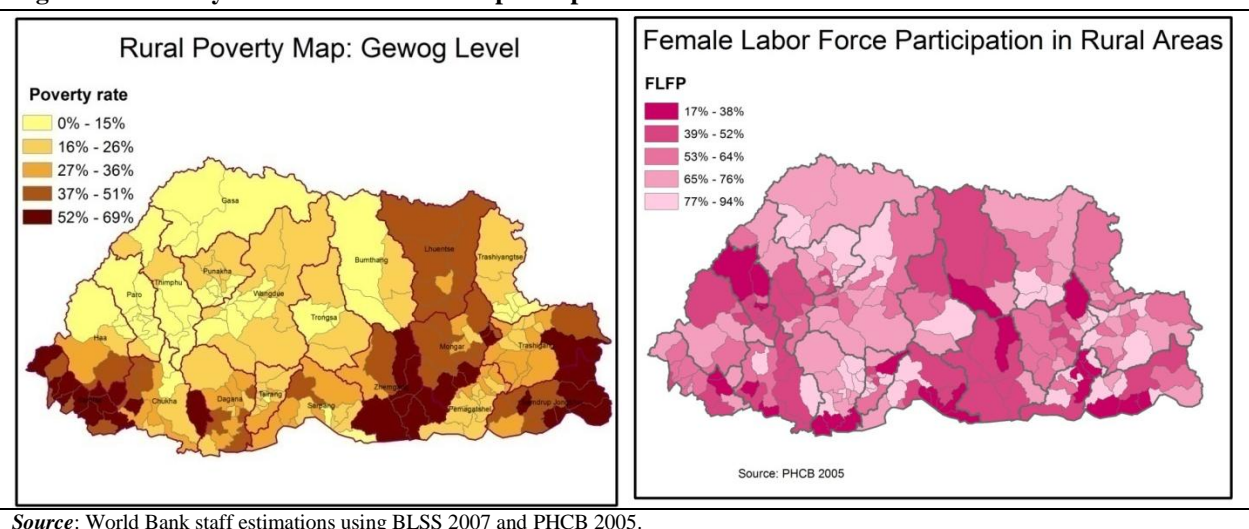 Rural Poverty Map: Gewog Level
Poverty rate
0% - 15%
16% - 26%
27% - 36%
37% - 51%
52% - 69%
Gasa
Lhuentse
Trashiyangtse
Bumthang
Punakha
Thimphu
Wangdue
Paro
Trongsa
Haa
Mongar
Trashigang
Zhemgang
Chukha
Dagana
Tsirang
Sarpang
Pemagatshel
Female Labor Force Participation in Rural Areas
FLFP
17% - 38%
39% - 52%
53% - 64%
65% - 76%
77% - 94%
Source: PHCB 2005
Source: World Bank staff estimations using BLSS 2007 and PHCB 2005.